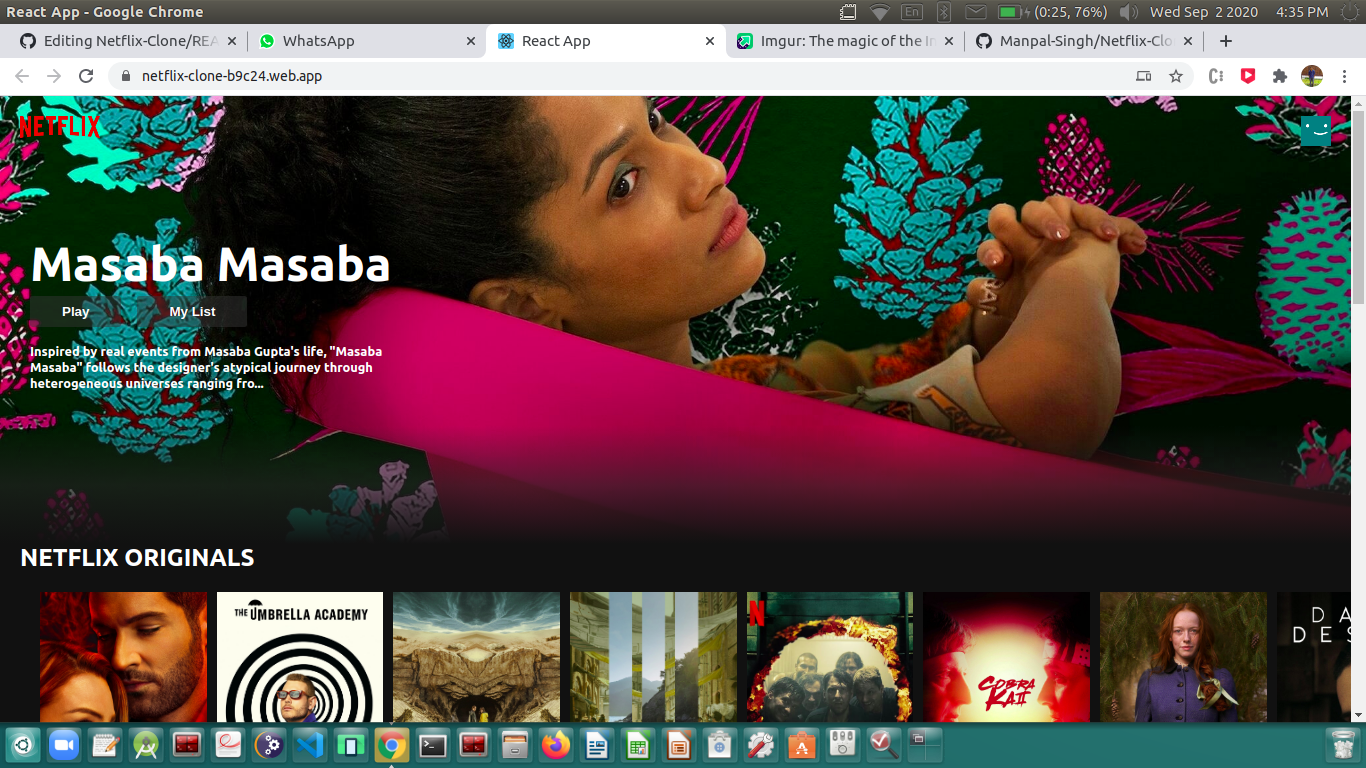 React App - Google Chrome
En
(0:25, 76%)
Wed Sep 2 2020
4:35 PM
Editing Netflix-Clone/REA
WhatsApp
React App
Imgur: The magic of the In
Manpal-Singh/Netflix-Clo
netflix-clone-b9c24.web.app
NETFLIX
Masaba Masaba
Play
My List
Inspired by real events from Masaba Gupta's life, "Masaba
Masaba" follows the designer's atypical journey through
heterogeneous universes ranging fro...
NETFLIX ORIGINALS
THE UMBRELLA ACADEMY
N
COBRA
KAI
DA
DES